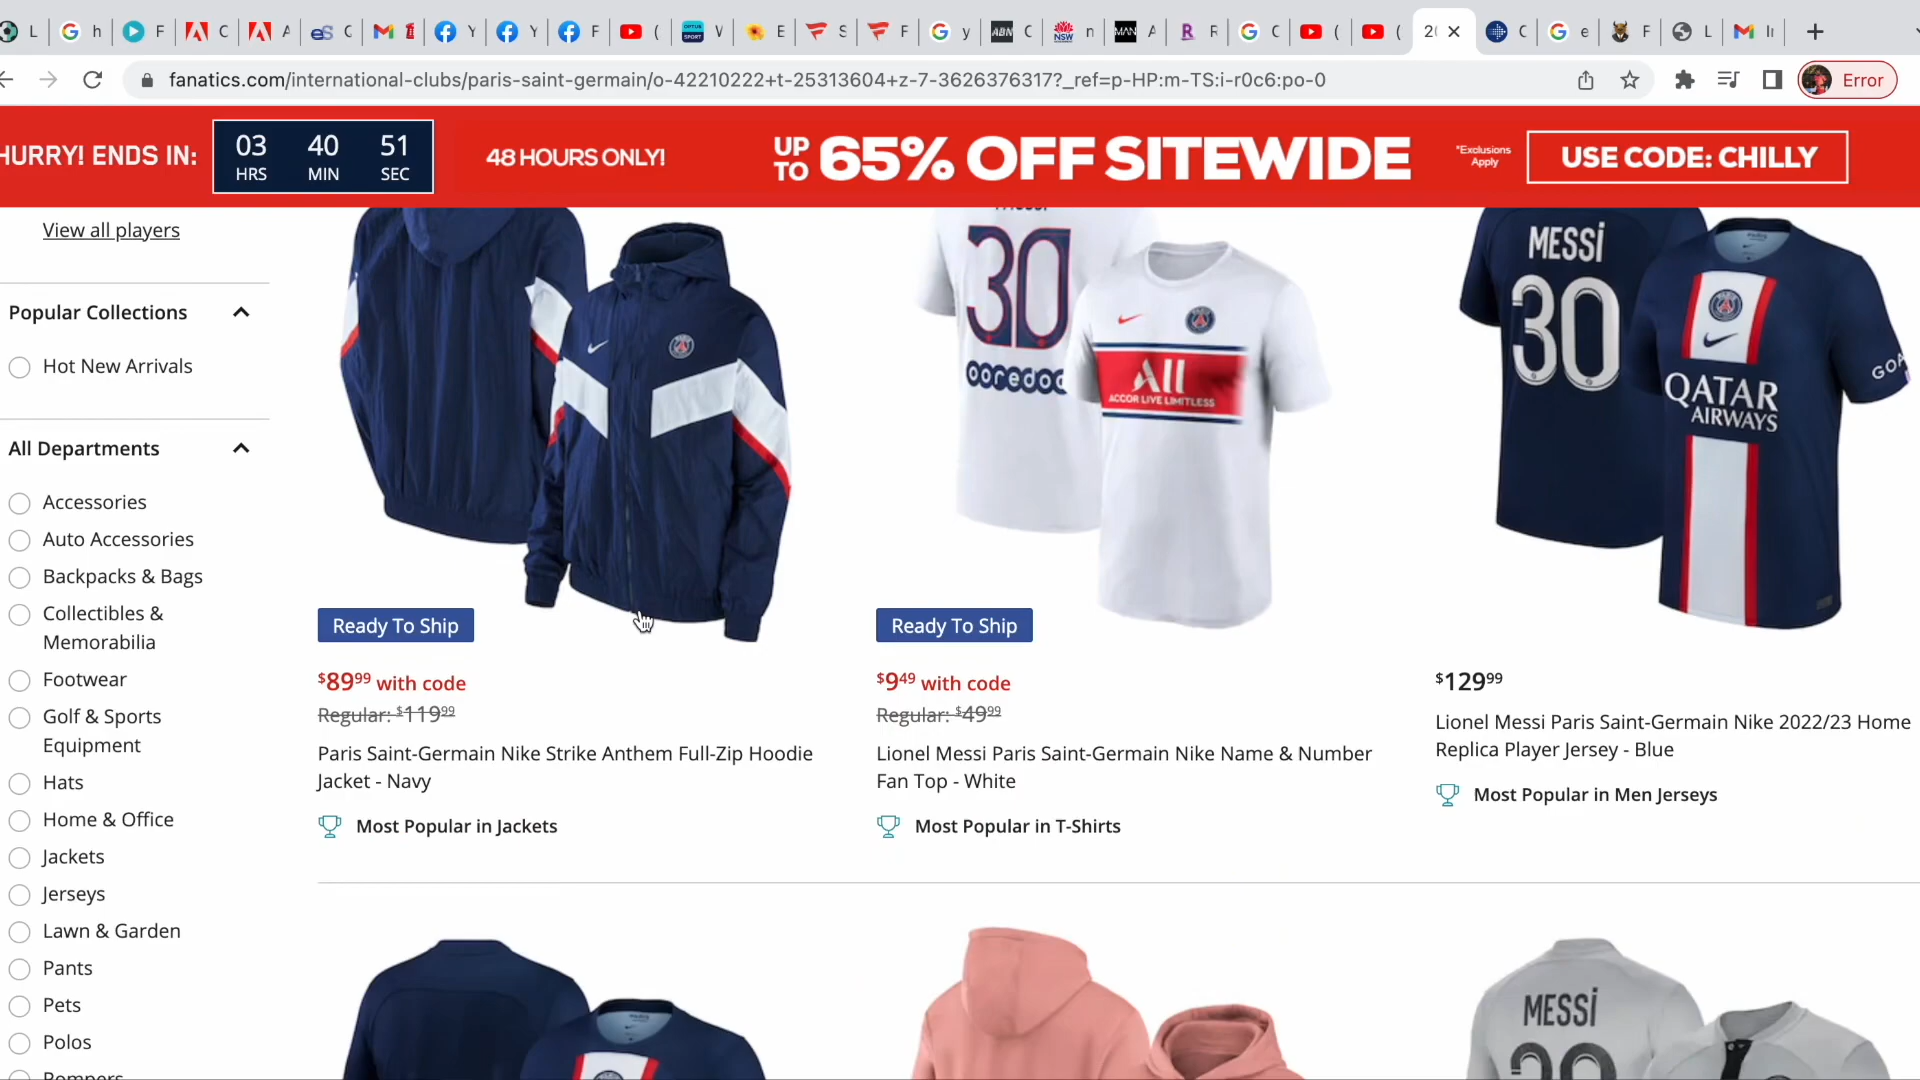 L h F C A C Y Y F ( W E S F y C n A R C ( ( 2( C e F L Ir
fanatics.com/international-clubs/paris-saint-germain/o-42210222+t-25313604+z-7-3626376317?_ref=p-HP:m-TS:i-r0c6:po-0
Error
HURRY! ENDS IN:
03 40 51
HRS MIN SEC
48 HOURS ONLY!
UP TO 65% OFF SITEWIDE
*Exclusions
Apply
USE CODE: CHILLY
View all players
Popular Collections
Hot New Arrivals
All Departments
Accessories
Auto Accessories
Backpacks & Bags
Collectibles &
Memorabilia
Footwear
Golf & Sports
Equipment
Hats
Home & Office
Jackets
Jerseys
Lawn & Garden
Pants
Pets
Polos
Rompers
Ready To Ship
$89.99 with code
Regular: $119.99
Paris Saint-Germain Nike Strike Anthem Full-Zip Hoodie
Jacket - Navy
Most Popular in Jackets
30
ooredoo
All
ACCOR LIVE LIMITLESS
Ready To Ship
$9.49 with code
Regular: $49.99
Lionel Messi Paris Saint-Germain Nike Name & Number
Fan Top - White
Most Popular in T-Shirts
MESSI
30
QATAR
AIRWAYS
GOA
$129.99
Lionel Messi Paris Saint-Germain Nike 2022/23 Home
Replica Player Jersey - Blue
Most Popular in Men Jerseys
MESSI
30